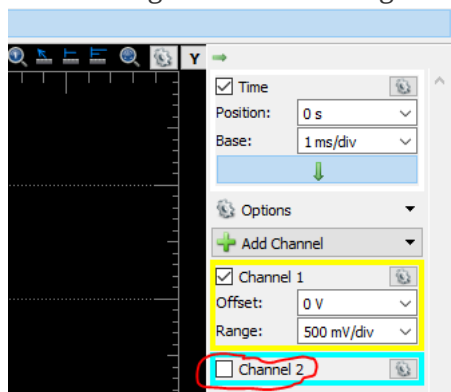 Y
Time
Position: 0 s
Base: 1 ms/div
Options
Add Channel
Channel 1
Offset: 0 V
Range: 500 mV/div
Channel 2